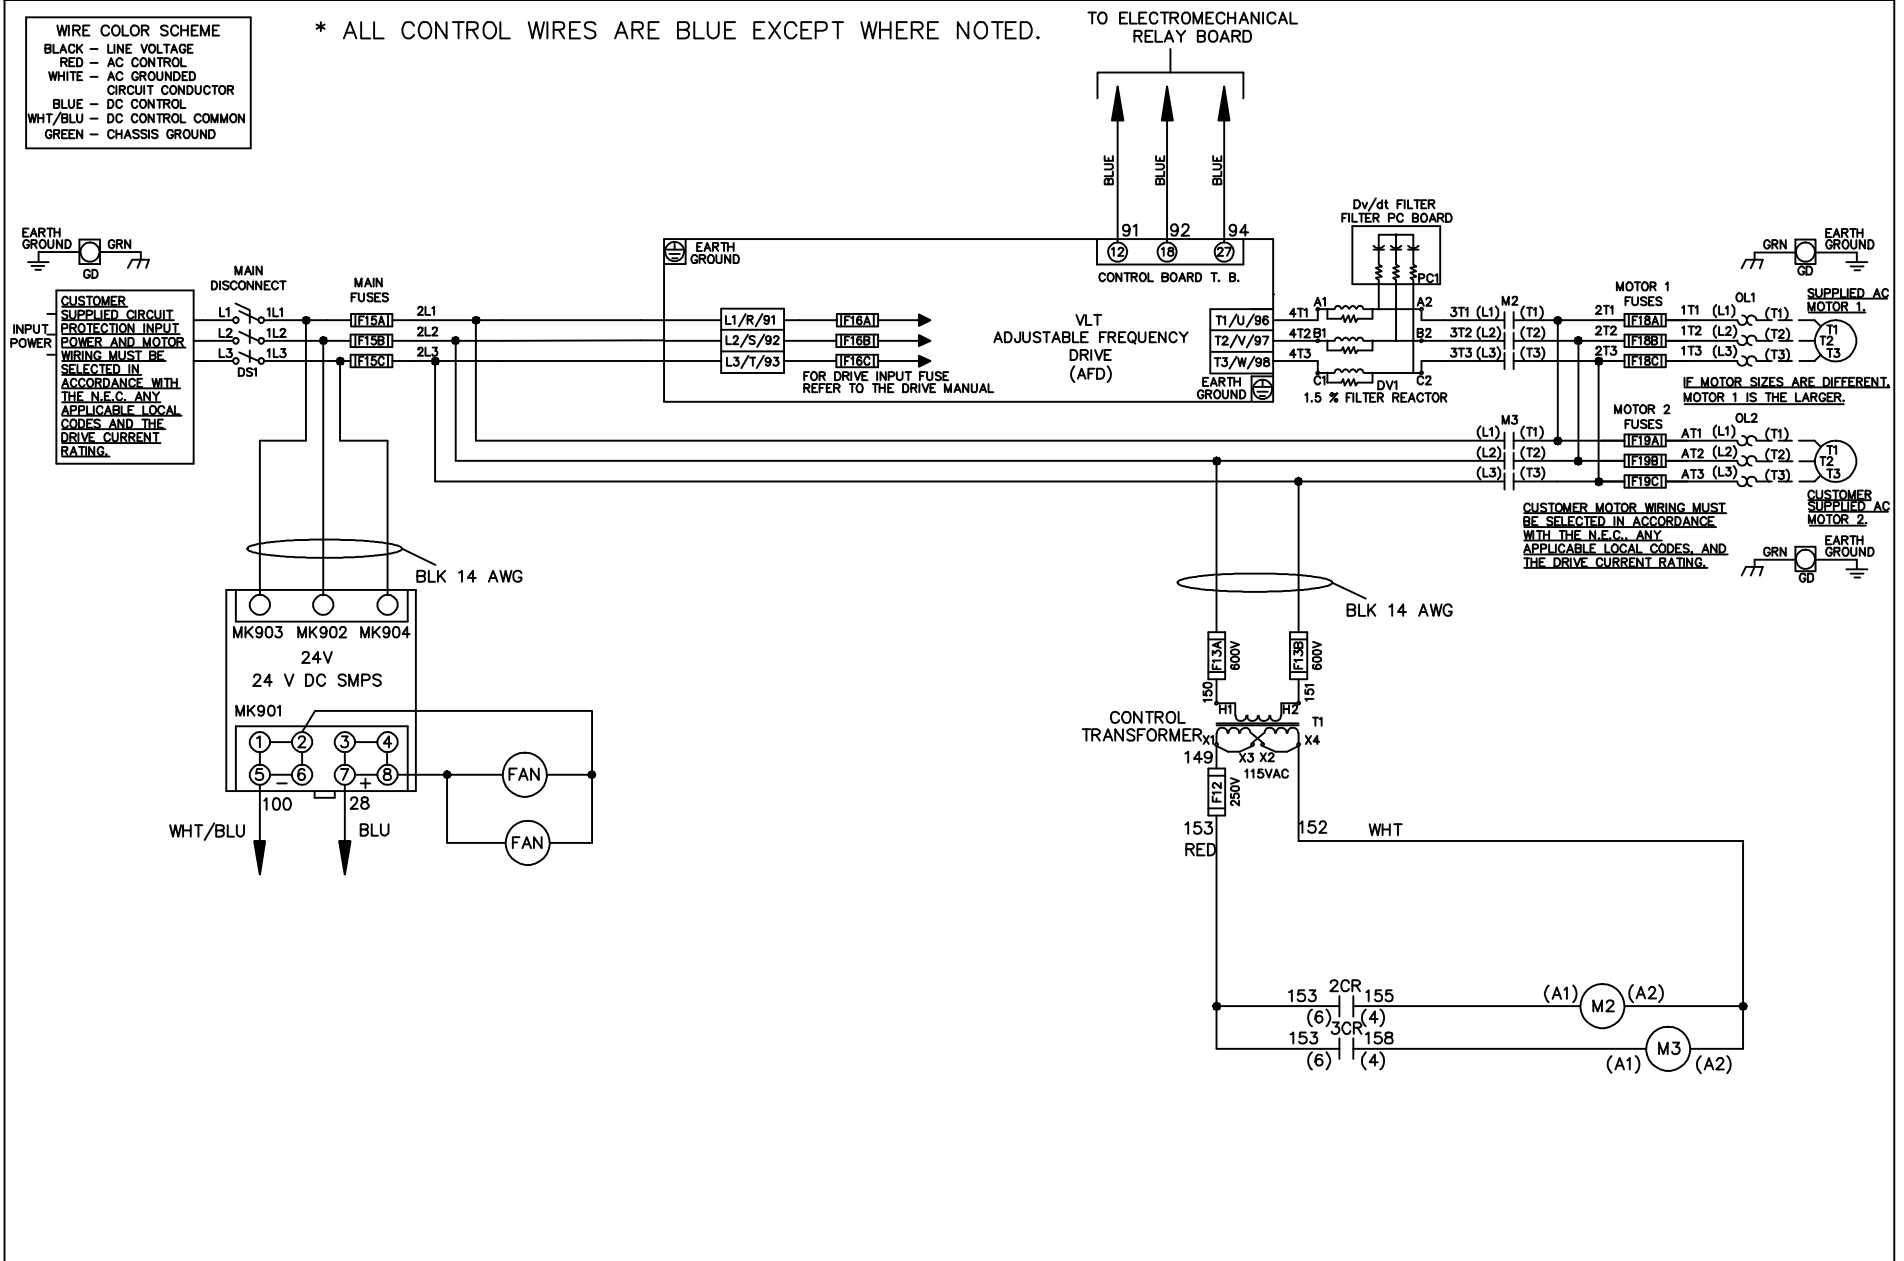 WIRE COLOR SCHEME
BLACK – LINE VOLTAGE
RED – AC CONTROL
WHITE – AC GROUNDED
CIRCUIT CONDUCTOR
BLUE – DC CONTROL
WHT/BLU – DC CONTROL COMMON
GREEN – CHASSIS GROUND
* ALL CONTROL WIRES ARE BLUE EXCEPT WHERE NOTED.
TO ELECTROMECHANICAL
RELAY BOARD
BLUE
BLUE
BLUE
91
92
94
12
18
27
CONTROL BOARD T. B.
EARTH
GROUND
GRN
GD
INPUT
POWER
CUSTOMER
SUPPLIED CIRCUIT
PROTECTION INPUT
POWER AND MOTOR
WIRING MUST BE
SELECTED IN
ACCORDANCE WITH
THE N.E.C. ANY
APPLICABLE LOCAL
CODES AND THE
DRIVE CURRENT
RATING.
MAIN
DISCONNECT
L1 1L1
L2 1L2
L3 1L3
DS1
MAIN
FUSES
F15A
F15B
F15C
2L1
2L2
2L3
EARTH
GROUND
L1/R/91
L2/S/92
L3/T/93
F16A
F16B
F16C
FOR DRIVE INPUT FUSE
REFER TO THE DRIVE MANUAL
VLT
ADJUSTABLE FREQUENCY
DRIVE
(AFD)
T1/U/96
T2/V/97
T3/W/98
EARTH
GROUND
4T1
4T2
4T3
A1
B1
C1
A2
B2
C2
DV1
1.5 % FILTER REACTOR
Dv/dt FILTER
FILTER PC BOARD
PC1
M2
3T1 (L1) (T1)
3T2 (L2) (T2)
3T3 (L3) (T3)
2T1
2T2
2T3
MOTOR 1
FUSES
F18A
F18B
F18C
1T1 (L1)
1T2 (L2)
1T3 (L3)
OL1
(T1)
(T2)
(T3)
GRN
GD
EARTH
GROUND
SUPPLIED AC
MOTOR 1.
T1
T2
T3
IF MOTOR SIZES ARE DIFFERENT,
MOTOR 1 IS THE LARGER.
M3
(L1) (T1)
(L2) (T2)
(L3) (T3)
MOTOR 2
FUSES
F19A
F19B
F19C
AT1 (L1)
AT2 (L2)
AT3 (L3)
OL2
(T1)
(T2)
(T3)
T1
T2
T3
CUSTOMER
SUPPLIED AC
MOTOR 2.
CUSTOMER MOTOR WIRING MUST
BE SELECTED IN ACCORDANCE
WITH THE N.E.C., ANY
APPLICABLE LOCAL CODES, AND
THE DRIVE CURRENT RATING.
GRN
GD
EARTH
GROUND
BLK 14 AWG
MK903 MK902 MK904
24V
24 V DC SMPS
MK901
1 2 3 4
5 – 6 7 + 8
100
28
WHT/BLU
BLU
FAN
FAN
BLK 14 AWG
F13A
600V
F13B
600V
150
151
H1
H2
T1
CONTROL
TRANSFORMER
X1
X3 X2
X4
149
115VAC
F12
250V
153
RED
152
WHT
153 2CR 155
(6) (4)
(A1) M2 (A2)
153 3CR 158
(6) (4)
(A1) M3 (A2)